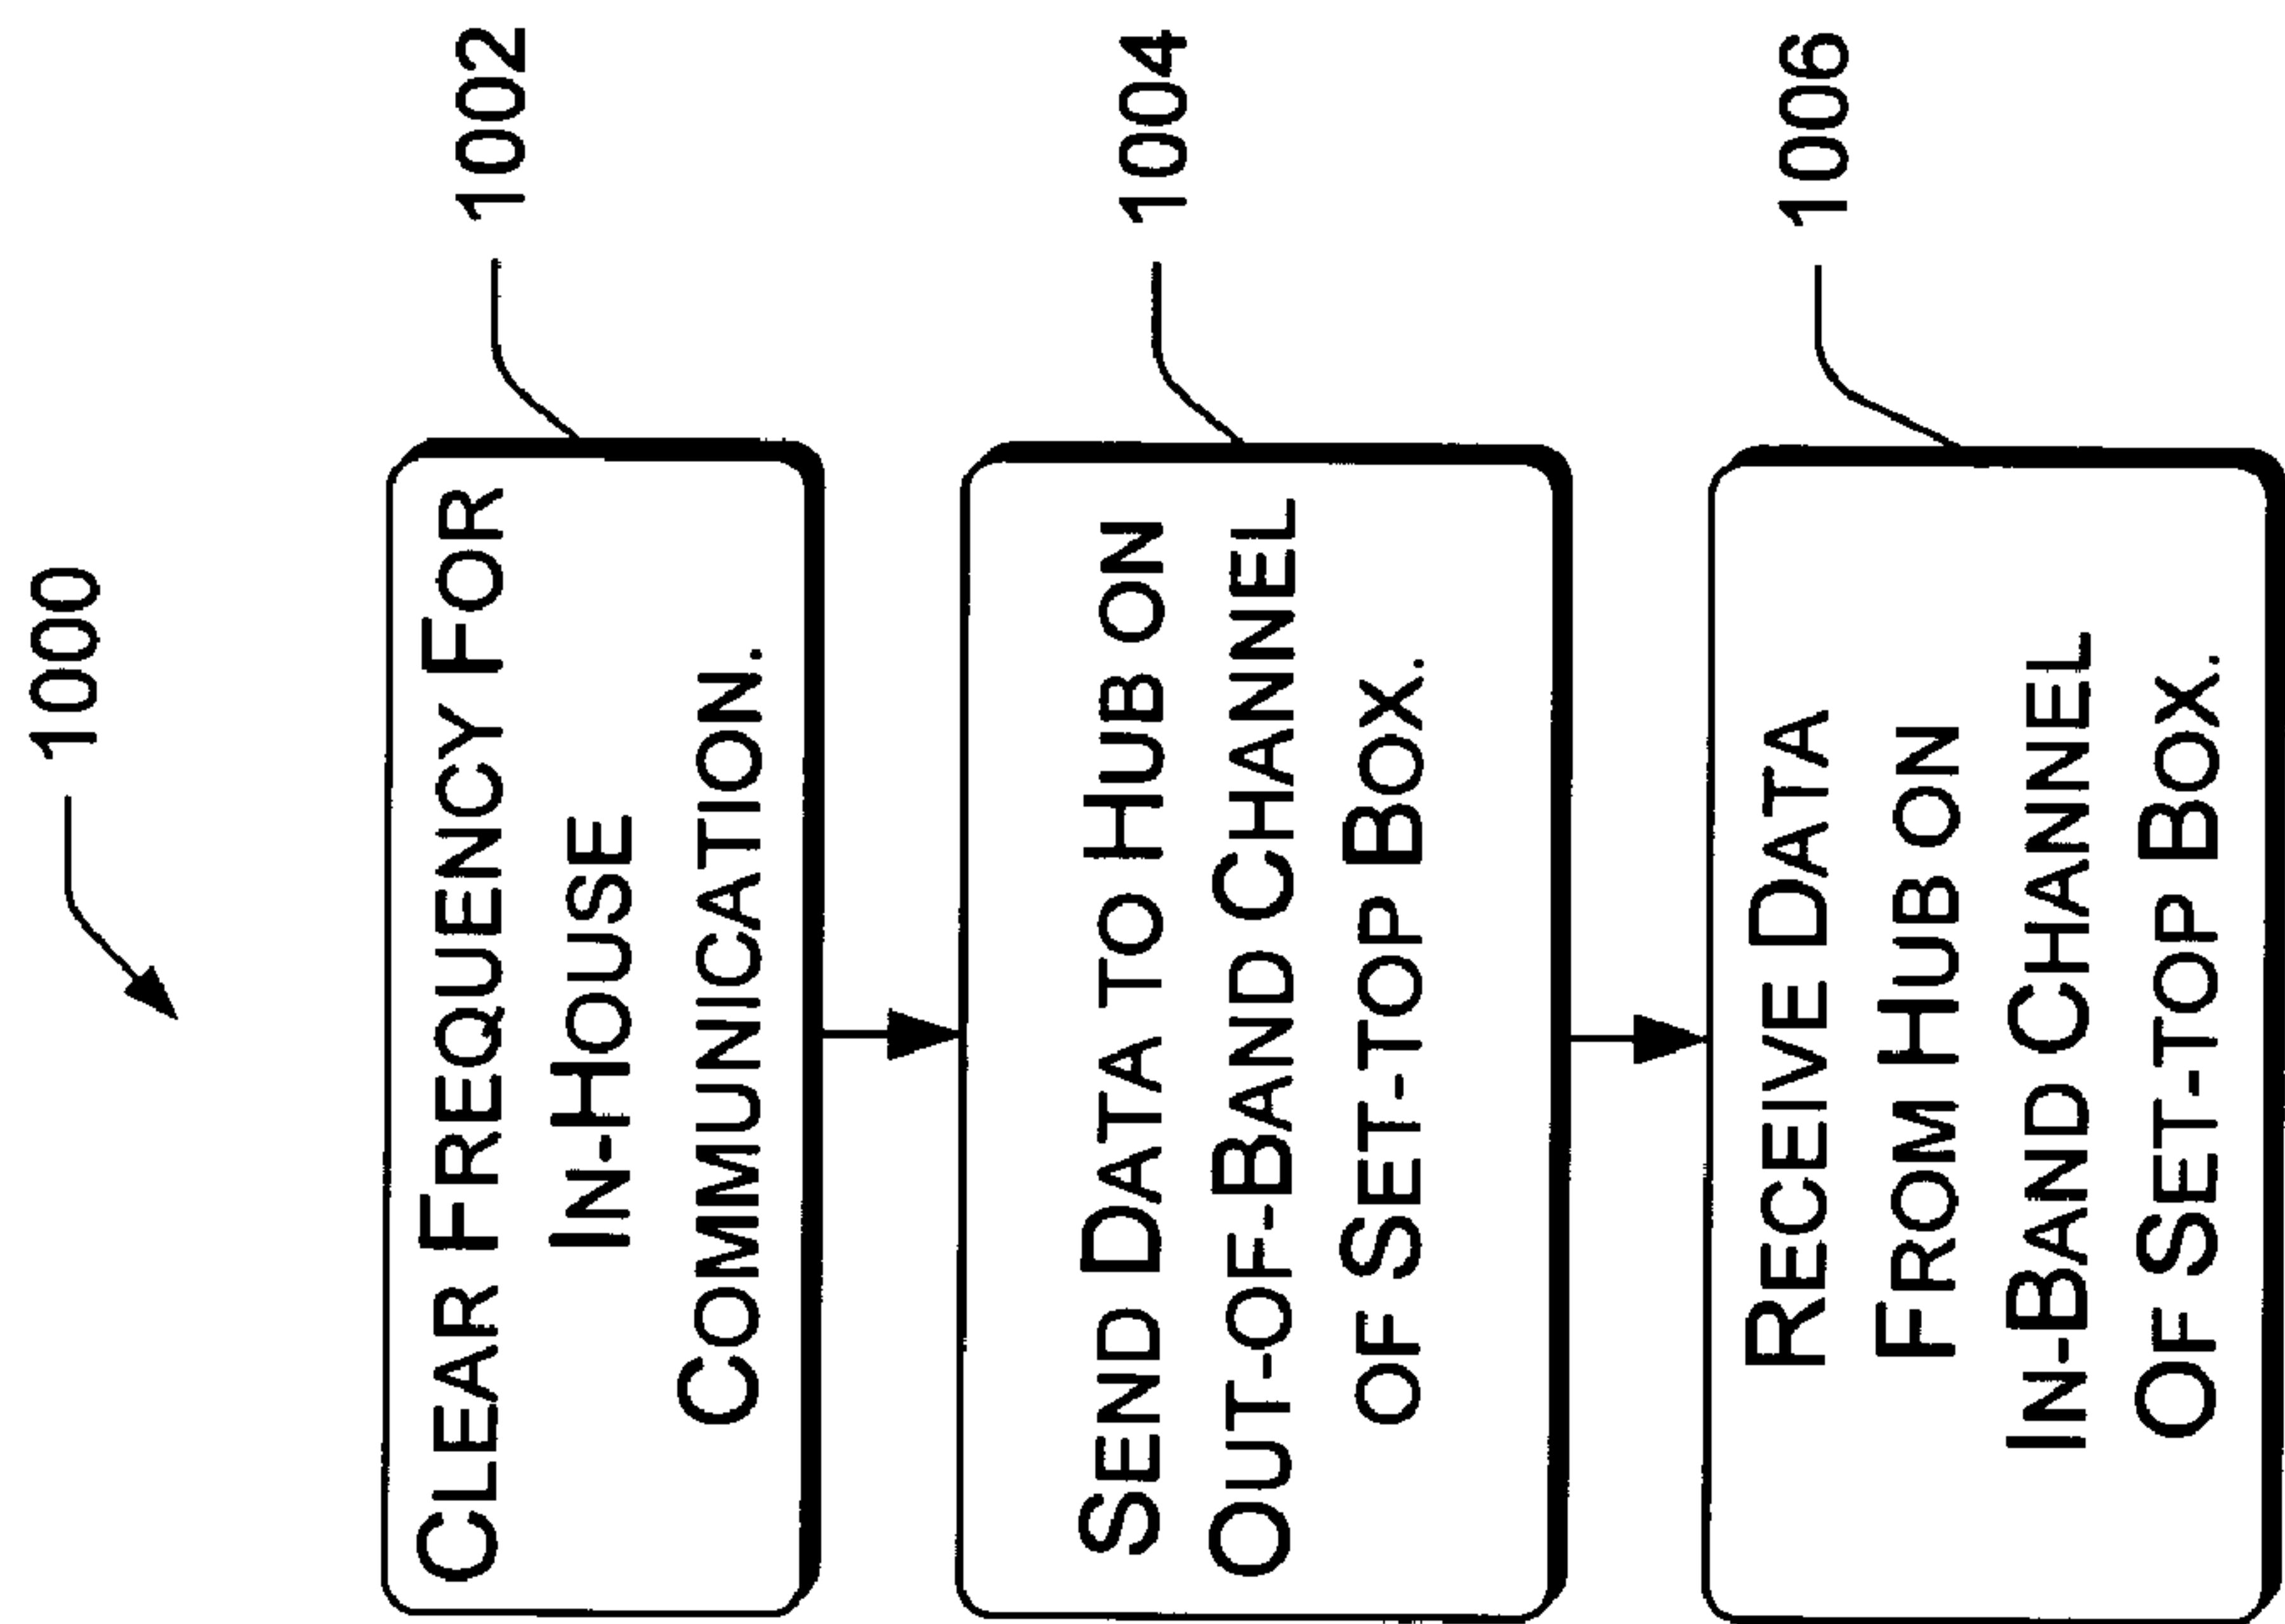 1000
CLEAR FREQUENCY FOR
IN-HOUSE
COMMUNICATION.
1002
SEND DATA TO HUB ON
OUT-OF-BAND CHANNEL
OF SET-TOP BOX.
1004
RECEIVE DATA
FROM HUB ON
IN-BAND CHANNEL
OF SET-TOP BOX.
1006